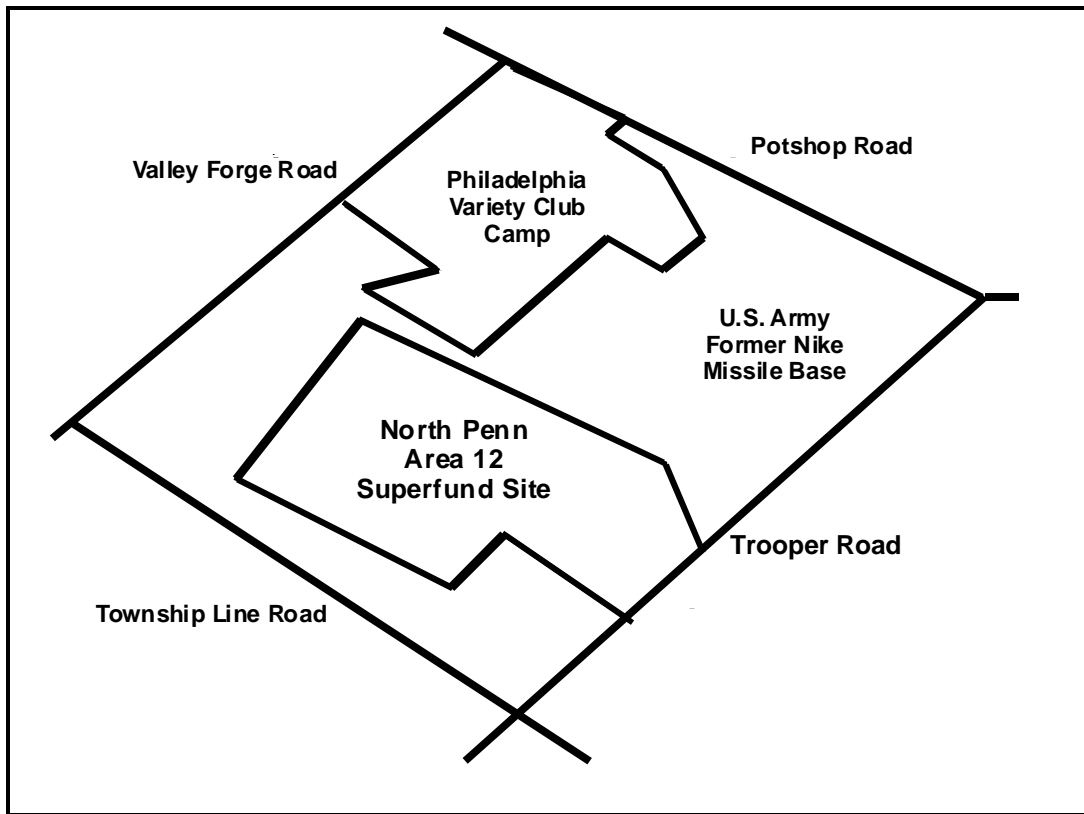 Potshop Road
Valley Forge Road
Philadelphia
Variety Club
Camp
U.S. Army
Former Nike
Missile Base
North Penn
Area 12
Superfund Site
Trooper Road
Township Line Road